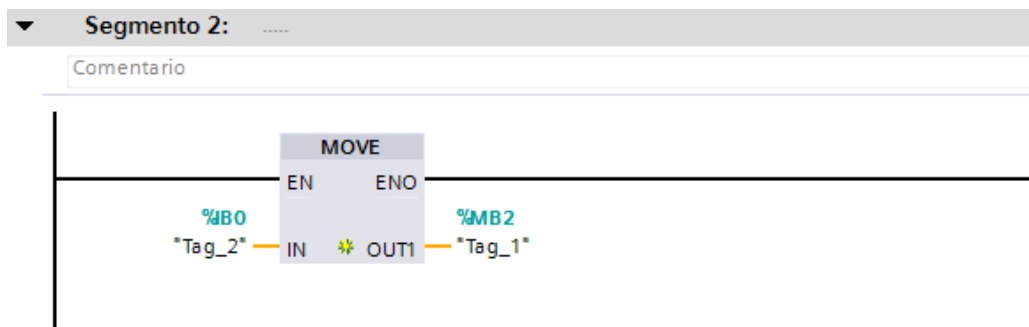 Segmento 2: .....
Comentario
MOVE
EN ENO
%IB0 %MB2
"Tag_2" IN OUT1 "Tag_1"